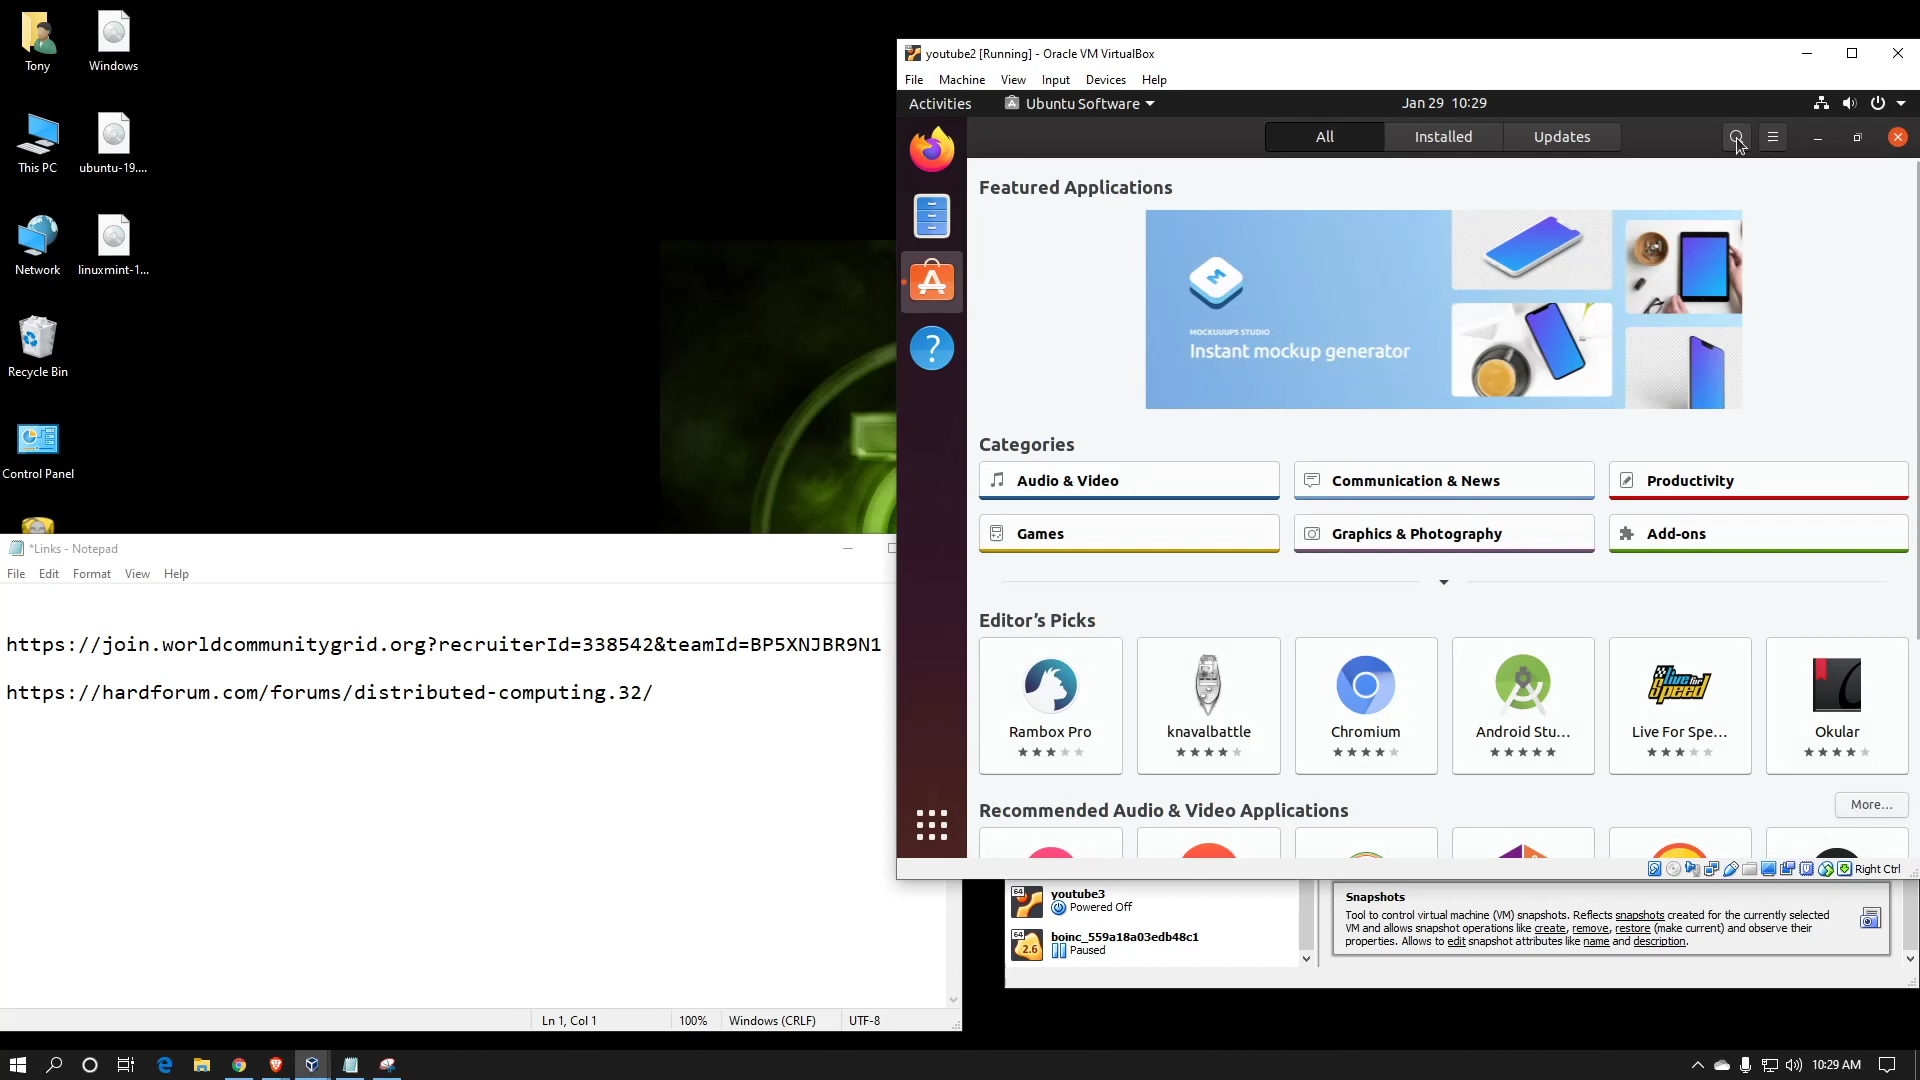 Tony
Windows
This PC
ubuntu-19....
Network
linuxmint-1...
Recycle Bin
Control Panel
*Links - Notepad
File Edit Format View Help
https://join.worldcommunitygrid.org?recruiterId=338542&teamId=BP5XNJBR9N1
https://hardforum.com/forums/distributed-computing.32/
Ln 1, Col 1 100% Windows (CRLF) UTF-8
youtube2 [Running] - Oracle VM VirtualBox
File Machine View Input Devices Help
Activities Ubuntu Software Jan 29 10:29
All Installed Updates
Featured Applications
MOCKUUUPS STUDIO
Instant mockup generator
Categories
Audio & Video Communication & News Productivity
Games Graphics & Photography Add-ons
Editor’s Picks
Rambox Pro knavalbattle Chromium Android Stu... Live For Spe... Okular
Recommended Audio & Video Applications More...
Right Ctrl
64 youtube3
Powered Off
64 boinc_559a18a03edb48c1
2.6 Paused
Snapshots
Tool to control virtual machine (VM) snapshots. Reflects snapshots created for the currently selected
VM and allows snapshot operations like create, remove, restore (make current) and observe their
properties. Allows to edit snapshot attributes like name and description.
10:29 AM